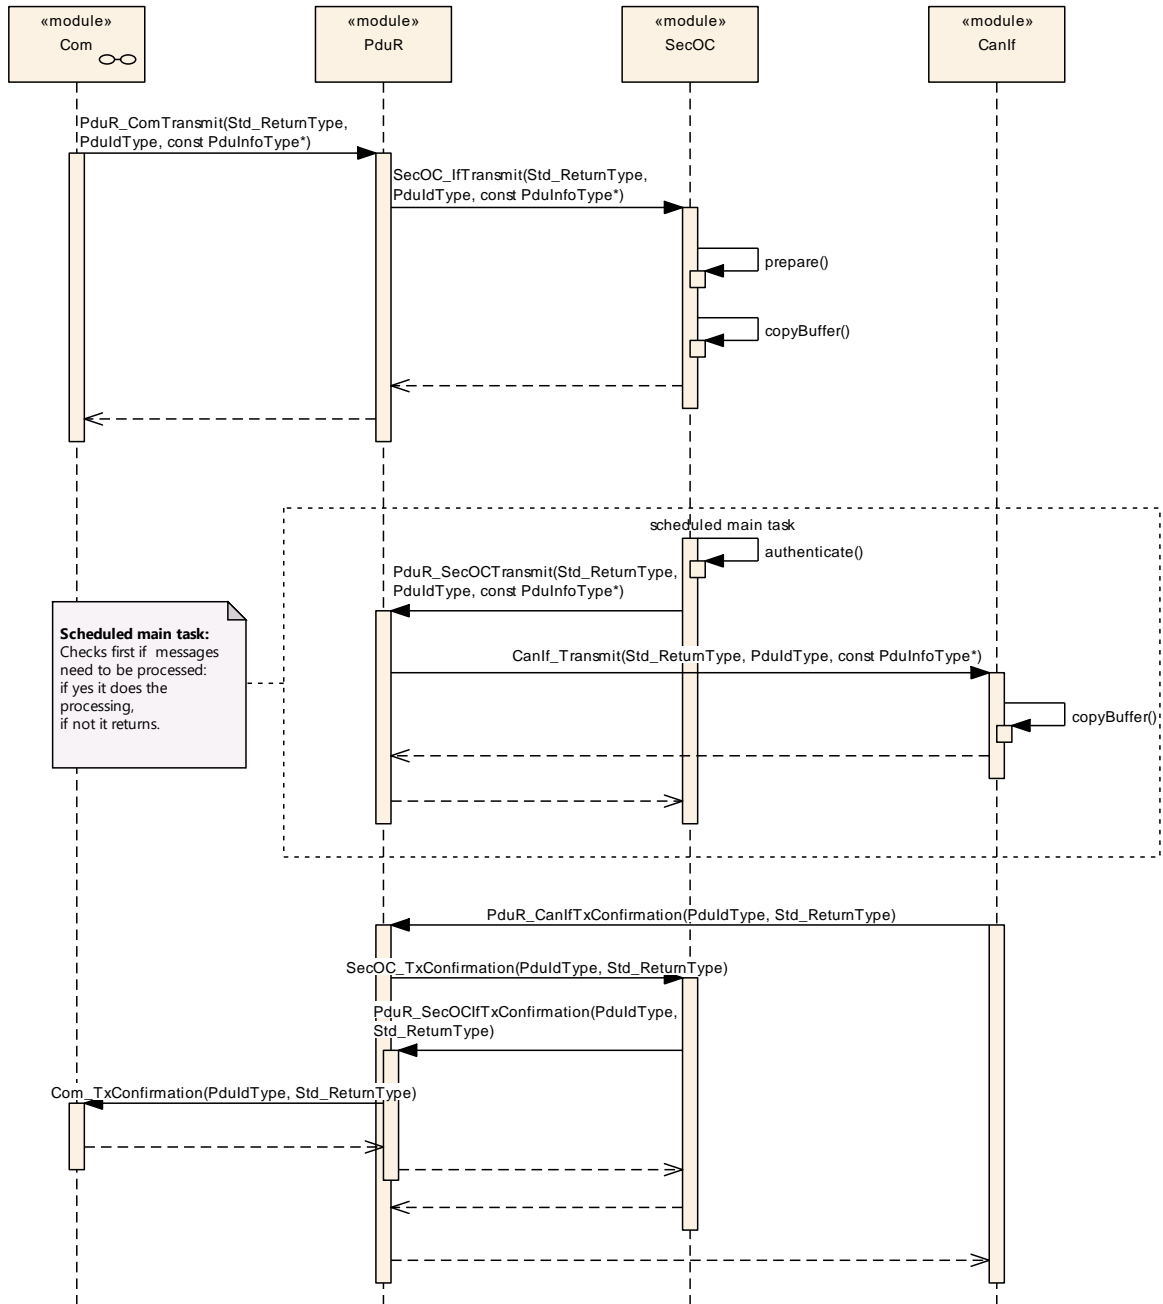 «module»
Com
«module»
PduR
«module»
SecOC
«module»
CanIf
PduR_ComTransmit(Std_ReturnType,
PduIdType, const PduInfoType*)
SecOC_IfTransmit(Std_ReturnType,
PduIdType, const PduInfoType*)
prepare()
copyBuffer()
scheduled main task
authenticate()
PduR_SecOCTransmit(Std_ReturnType,
PduIdType, const PduInfoType*)
Scheduled main task:
Checks first if messages
need to be processed:
if yes it does the
processing,
if not it returns.
CanIf_Transmit(Std_ReturnType, PduIdType, const PduInfoType*)
copyBuffer()
PduR_CanIfTxConfirmation(PduIdType, Std_ReturnType)
SecOC_TxConfirmation(PduIdType, Std_ReturnType)
PduR_SecOCIfTxConfirmation(PduIdType,
Std_ReturnType)
Com_TxConfirmation(PduIdType, Std_ReturnType)